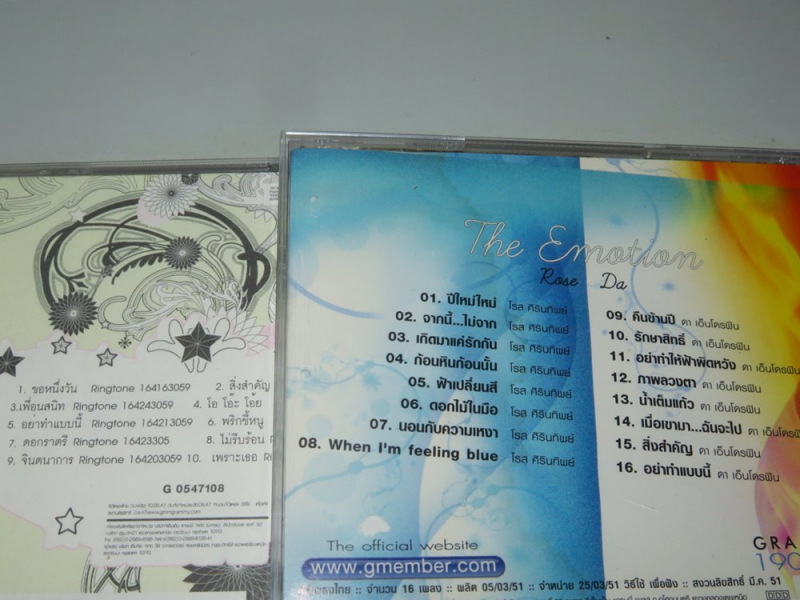 1. ขอหนึ่งวัน Ringtone 164163059 2. สิ่งสำคัญ
3.เพื่อนสนิท Ringtone 164243059 4. โอ โอ๊ะ โอ้ย
5. อย่าทำแบบนี้ Ringtone 164213059 6. พริกขี้หนู
7. ดอกราตรี Ringtone 16423305 8. ไม่รีบร้อน
9. จินตนาการ Ringtone 164203059 10. เพราะเธอ
G 0547108
The Emotion
Rose Da
01. ปีใหม่ใหม่ โรส ศิรินทิพย์
02. จากนี้...ไม่จาก โรส ศิรินทิพย์
03. เกิดมาแค่รักกัน โรส ศิรินทิพย์
04. ก้อนหินก้อนนั้น โรส ศิรินทิพย์
05. ฟ้าเปลี่ยนสี โรส ศิรินทิพย์
06. ดอกไม้ในมือ โรส ศิรินทิพย์
07. นอนกับความเหงา โรส ศิรินทิพย์
08. When I'm feeling blue โรส ศิรินทิพย์
09. คืนข้ามปี ดา เอ็นโดรฟิน
10. รักษาสิทธิ์ ดา เอ็นโดรฟิน
11. อย่าทำให้ฟ้าผิดหวัง ดา เอ็นโดรฟิน
12. ภาพลวงตา ดา เอ็นโดรฟิน
13. น้ำเต็มแก้ว ดา เอ็นโดรฟิน
14. เมื่อเขามา...ฉันจะไป ดา เอ็นโดรฟิน
15. สิ่งสำคัญ ดา เอ็นโดรฟิน
16. อย่าทำแบบนี้ ดา เอ็นโดรฟิน
The official website
www.gmember.com
GRA
190
จำนวน 16 เพลง :: ผลิต 05/03/51 :: จำหน่าย 25/03/51 วิธีใช้ เพื่อฟัง :: สงวนลิขสิทธิ์ มี.ค. 51